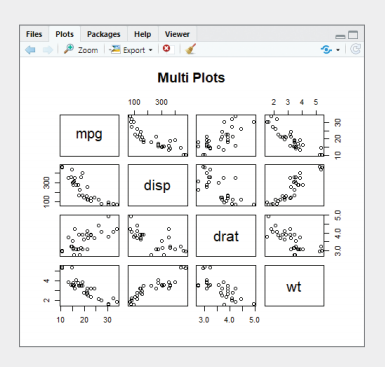 Files Plots Packages Help Viewer
Zoom Export
Multi Plots
100 300 2 3 4 5
mpg
10 20 30
100 300
disp
drat
3.0 4.0 5.0
2 4
wt
10 20 30 3.0 4.0 5.0